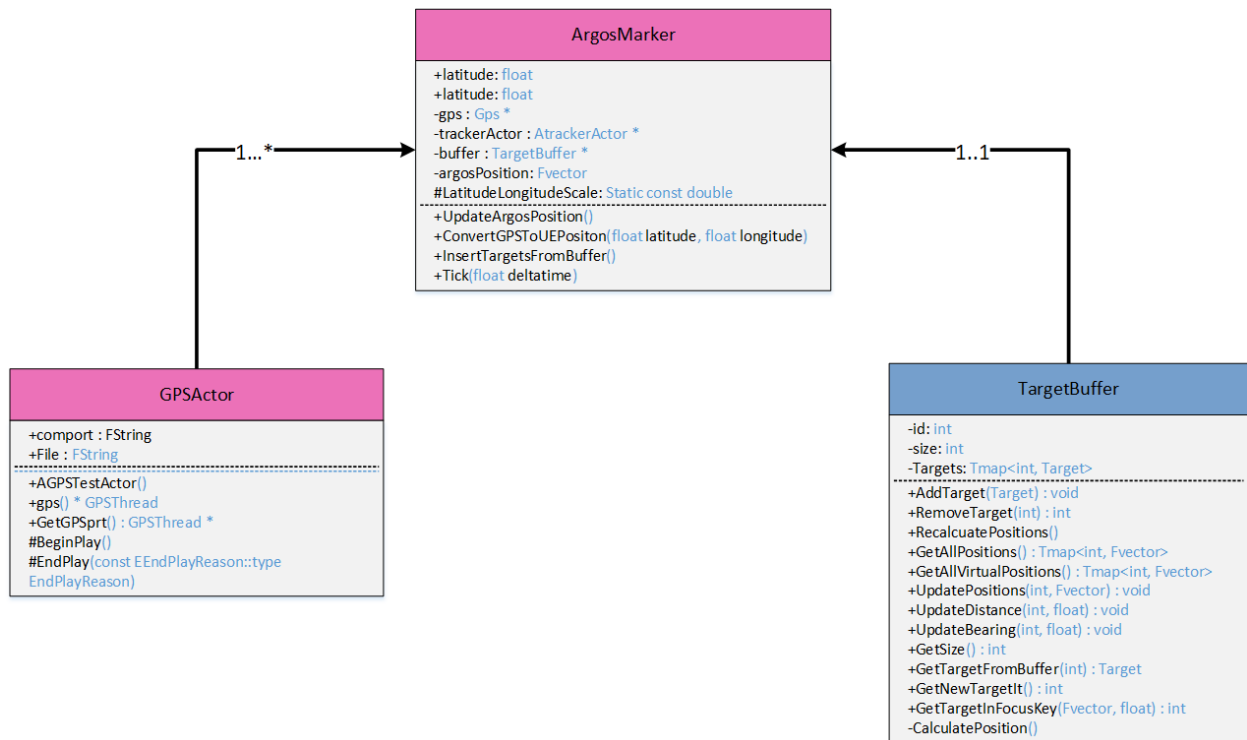 ArgosMarker
+latitude: float
+latitude: float
-gps : Gps *
-trackerActor : AtrackerActor *
-buffer : TargetBuffer *
-argosPosition: Fvector
#LatitudeLongitudeScale: Static const double
+UpdateArgosPosition()
+ConvertGPSToUEPositon(float latitude, float longitude)
+InsertTargetsFromBuffer()
+Tick(float deltatime)
1...*
1..1
GPSActor
+comport : FString
+File : FString
+AGPSTestActor()
+gps() * GPSThread
+GetGPSprt() : GPSThread *
#BeginPlay()
#EndPlay(const EEndPlayReason::type
EndPlayReason)
TargetBuffer
-id: int
-size: int
-Targets: Tmap<int, Target>
+AddTarget(Target) : void
+RemoveTarget(int) : int
+RecalcuatePositions()
+GetAllPositions() : Tmap<int, Fvector>
+GetAllVirtualPositions() : Tmap<int, Fvector>
+UpdatePositions(int, Fvector) : void
+UpdateDistance(int, float) : void
+UpdateBearing(int, float) : void
+GetSize() : int
+GetTargetFromBuffer(int) : Target
+GetNewTargetIt() : int
+GetTargetInFocusKey(Fvector, float) : int
-CalculatePosition()